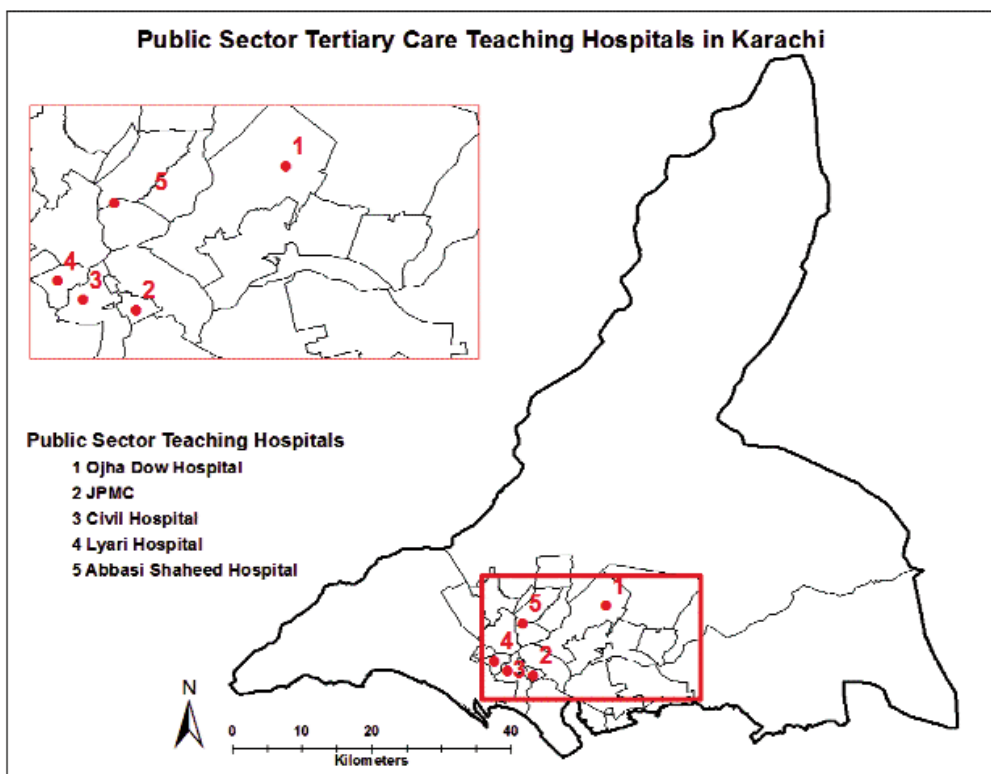 Public Sector Tertiary Care Teaching Hospitals in Karachi
1
5
4
3
2
Public Sector Teaching Hospitals
1 Ojha Dow Hospital
2 JPMC
3 Civil Hospital
4 Lyari Hospital
5 Abbasi Shaheed Hospital
1
5
4
2
3
N
0 10 20 40
Kilometers